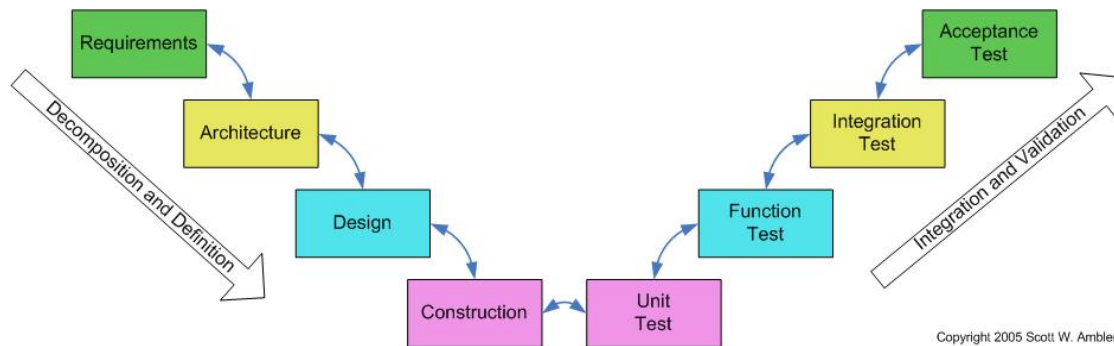 Requirements
Acceptance
Test
Architecture
Integration
Test
Decomposition and Definition
Integration and Validation
Design
Function
Test
Construction
Unit
Test
Copyright 2005 Scott W. Ambler